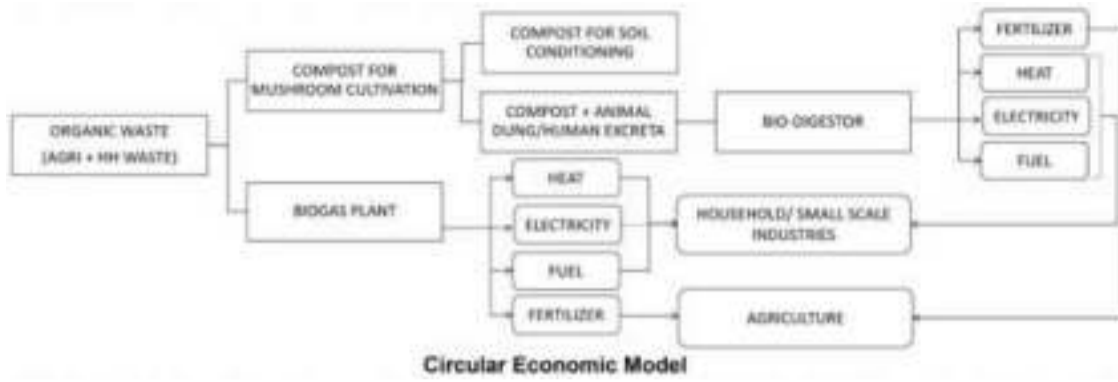 COMPOST FOR SOIL
CONDITIONING
FERTILIZER
COMPOST FOR
MUSHROOM CULTIVATION
HEAT
ORGANIC WASTE
(AGRI + HH WASTE)
COMPOST + ANIMAL
DUNG/HUMAN EXCRETA
BIO-DIGESTOR
ELECTRICITY
FUEL
HEAT
BIOGAS PLANT
ELECTRICITY
HOUSEHOLD/ SMALL SCALE
INDUSTRIES
FUEL
FERTILIZER
AGRICULTURE
Circular Economic Model